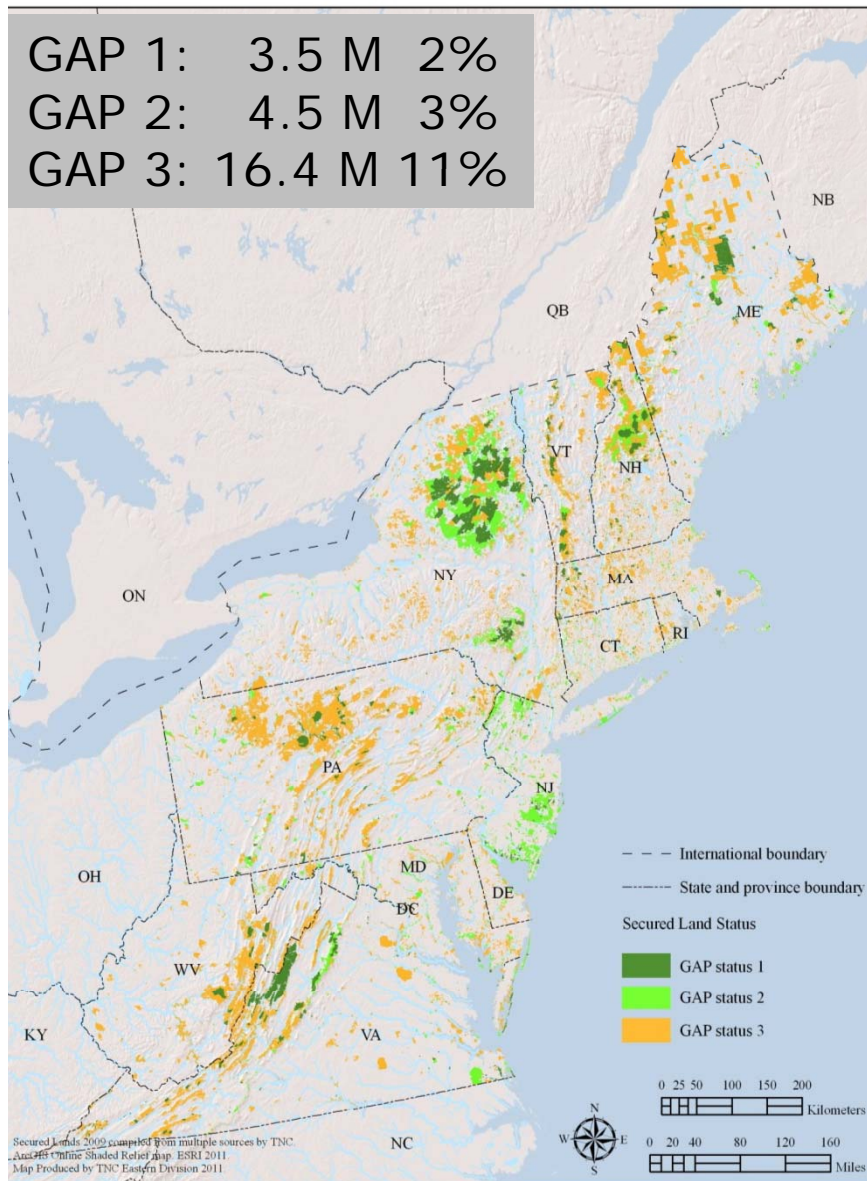 GAP 1: 3.5 M 2%
GAP 2: 4.5 M 3%
GAP 3: 16.4 M 11%
NB
QB
ME
VT
NH
NY
MA
ON
CT
RI
PA
NJ
OH
MD
DE
DC
WV
KY
VA
NC
International boundary
State and province boundary
Secured Land Status
GAP status 1
GAP status 2
GAP status 3
0 25 50 100 150 200
Kilometers
N
W E
S
0 20 40 80 120 160
Miles
Secured Lands 2009 compiled from multiple sources by TNC.
ArcGIS Online Shaded Relief map. ESRI 2011
Map Produced by TNC Eastern Division 2011.